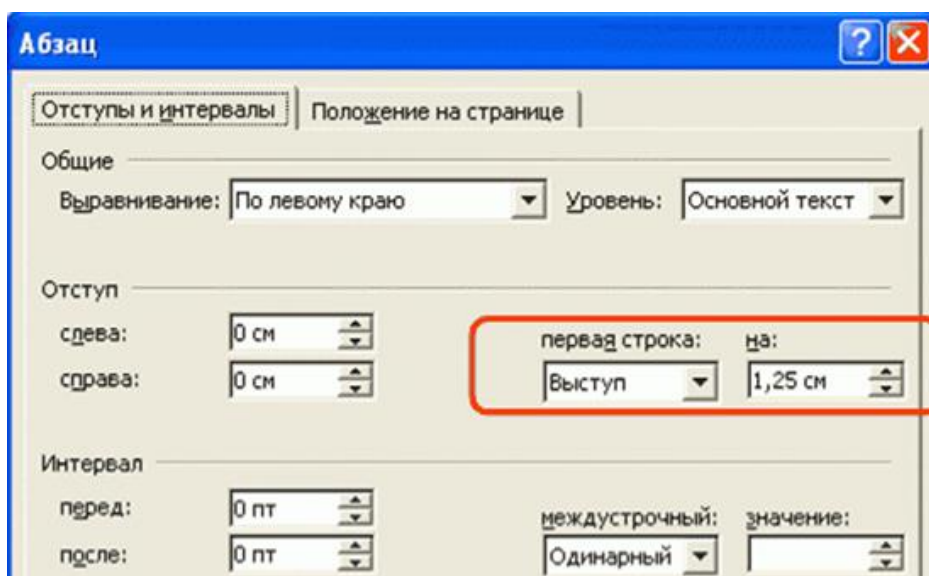 Абзац
Отступы и интервалы Положение на странице
Общие
Выравнивание: По левому краю Уровень: Основной текст
Отступ
слева: 0 см первая строка: на:
справа: 0 см Выступ 1,25 см
Интервал
перед: 0 пт междустрочный: значение:
после: 0 пт Одинарный